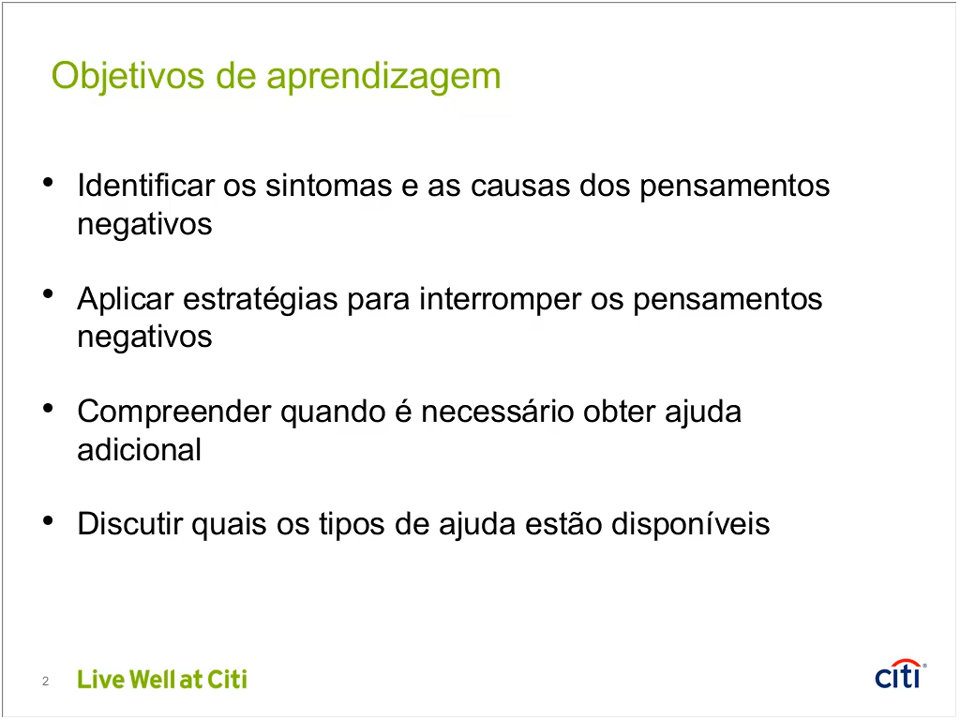 Objetivos de aprendizagem
• Identificar os sintomas e as causas dos pensamentos
negativos
• Aplicar estratégias para interromper os pensamentos
negativos
• Compreender quando é necessário obter ajuda
adicional
• Discutir quais os tipos de ajuda estão disponíveis
2 Live Well at Citi
citi®